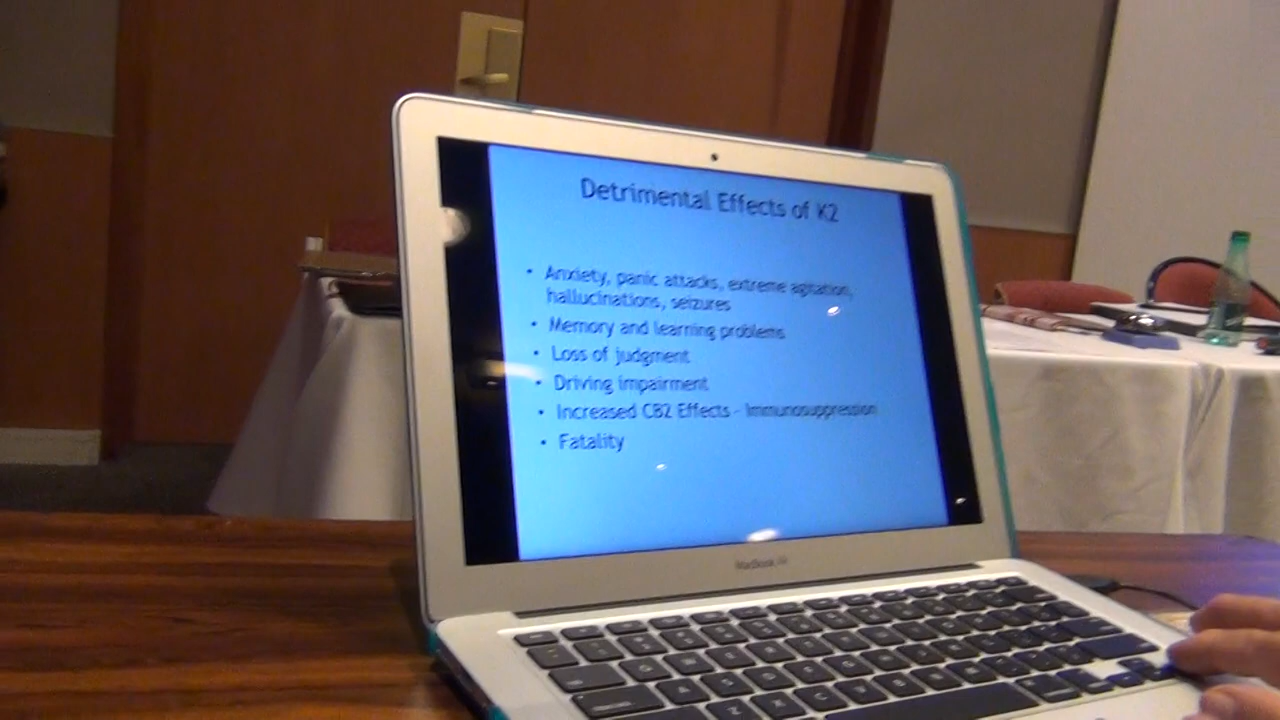 Detrimental Effects of K2
• Anxiety, panic attacks, extreme agitation,
hallucinations, seizures
• Memory and learning problems
• Loss of judgment
• Driving impairment
• Increased CB2 Effects - Immunosuppression
• Fatality
MacBook Air